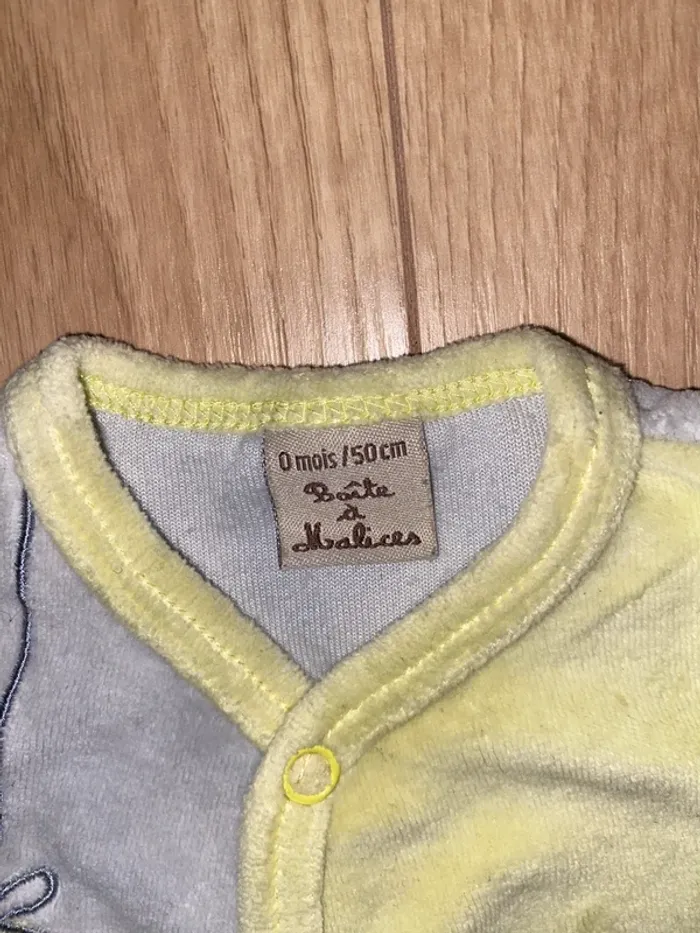 0 mois / 50 cm
Boîte
à
Malices